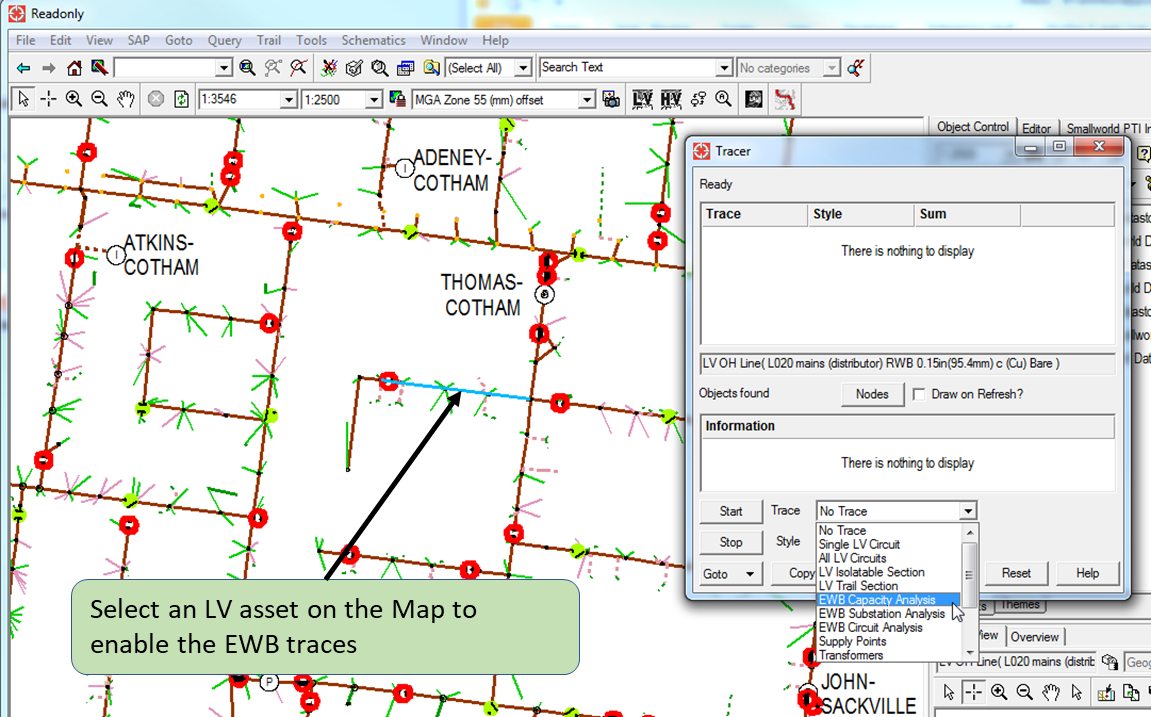 Readonly
File Edit View SAP Goto Query Trail Tools Schematics Window Help
(Select All) Search Text No categories
1:3546 1:2500 MGA Zone 55 (mm) offset LV HV
Object Control Editor Smallworld PTI
ADENEY-
COTHAM
ATKINS-
COTHAM
THOMAS-
COTHAM
Tracer
Ready
Trace Style Sum
There is nothing to display
LV OH Line( L020 mains (distributor) RWB 0.15in(95.4mm) c (Cu) Bare )
Objects found Nodes Draw on Refresh?
Information
There is nothing to display
Start Trace No Trace
Stop Style
Goto Copy Reset Help
No Trace
Single LV Circuit
All LV Circuits
LV Isolatable Section
LV Trail Section
EWB Capacity Analysis
EWB Substation Analysis
EWB Circuit Analysis
Supply Points
Transformers
Select an LV asset on the Map to
enable the EWB traces
P
Themes
Overview
LV OH Line( L020 mains (distrib
JOHN-
SACKVILLE